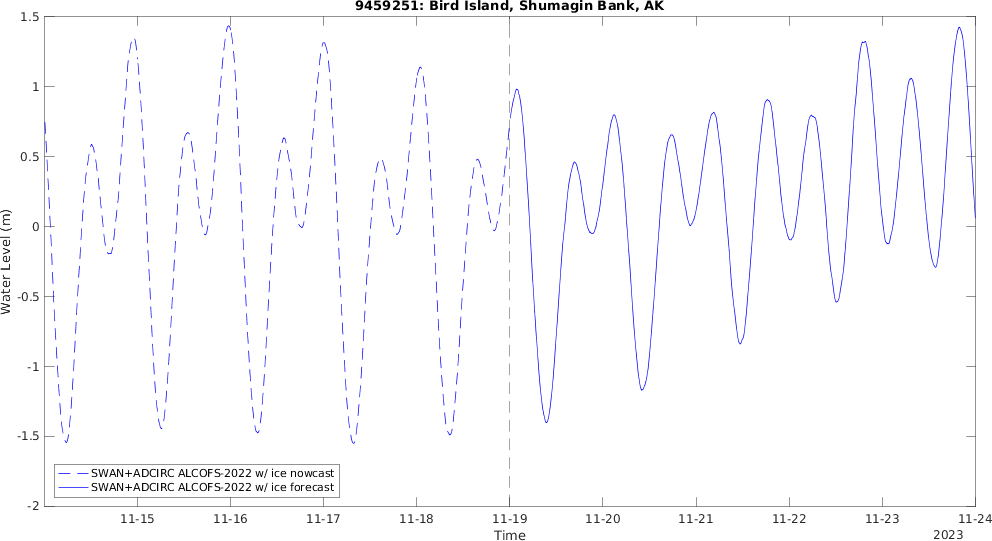 9459251: Bird Island, Shumagin Bank, AK
1.5
1
0.5
0
-0.5
-1
-1.5
-2
Water Level (m)
SWAN+ADCIRC ALCOFS-2022 w/ ice nowcast
SWAN+ADCIRC ALCOFS-2022 w/ ice forecast
11-15 11-16 11-17 11-18 11-19 11-20 11-21 11-22 11-23 11-24
Time
2023